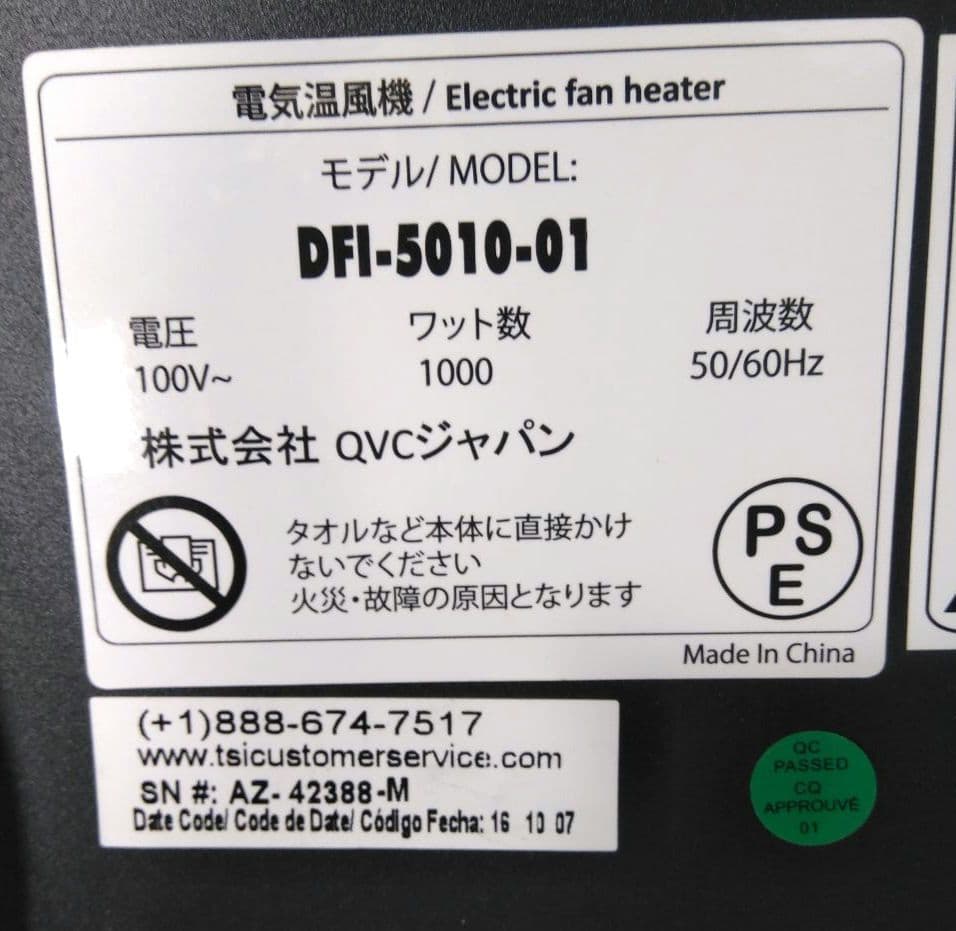 電気温風機 / Electric fan heater
モデル/ MODEL:
DFI-5010-01
電圧 ワット数 周波数
100V~ 1000 50/60Hz
株式会社 QVCジャパン
タオルなど本体に直接かけ
ないでください
火災・故障の原因となります
PS
E
Made In China
(+1)888-674-7517
www.tsicustomerservice.com
SN #: AZ-42388-M
Date Code/ Code de Date/ Código Fecha: 16 10 07
QC
PASSED
CQ
APPROUVÉ
01